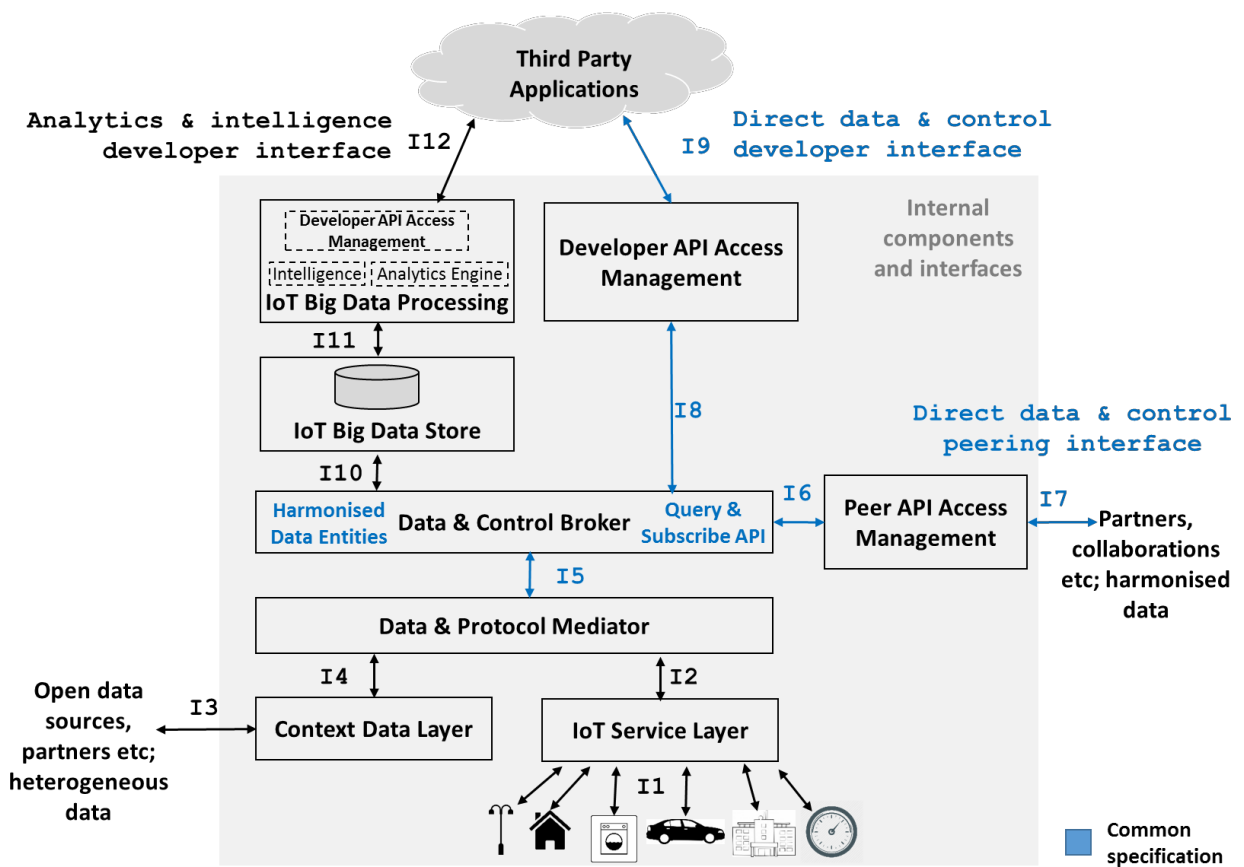 Third Party
Applications
Analytics & intelligence
developer interface
I12
I9
Direct data & control
developer interface
Developer API Access
Management
Intelligence
Analytics Engine
IoT Big Data Processing
Developer API Access
Management
Internal
components
and interfaces
I11
IoT Big Data Store
I8
Direct data & control
peering interface
I10
Harmonised
Data Entities
Data & Control Broker
Query &
Subscribe API
I6
Peer API Access
Management
I7
Partners,
collaborations
etc; harmonised
data
I5
Data & Protocol Mediator
I4
I2
Open data
sources,
partners etc;
heterogeneous
data
I3
Context Data Layer
IoT Service Layer
I1
Common
specification